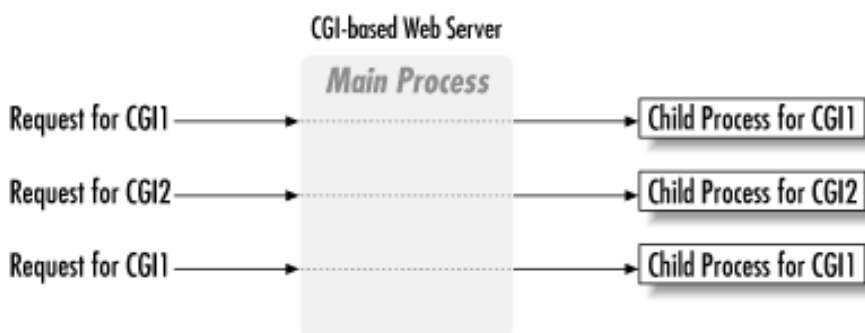 CGI-based Web Server
Main Process
Request for CGI1
Child Process for CGI1
Request for CGI2
Child Process for CGI2
Request for CGI1
Child Process for CGI1